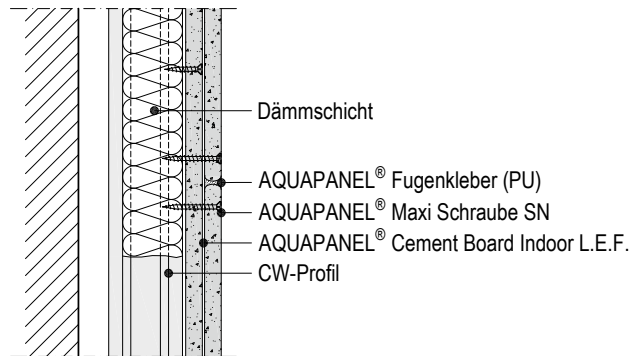 Dämmschicht
AQUAPANEL® Fugenkleber (PU)
AQUAPANEL® Maxi Schraube SN
AQUAPANEL® Cement Board Indoor L.E.F.
CW-Profil